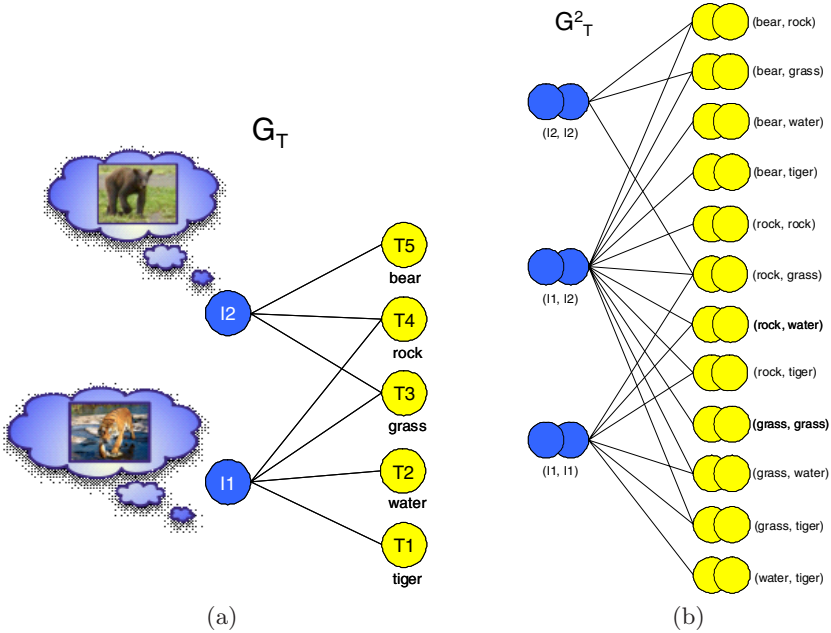 G_T
I2
I1
T5
bear
T4
rock
T3
grass
T2
water
T1
tiger
(a)
G²_T
(I2, I2)
(I1, I2)
(I1, I1)
(bear, rock)
(bear, grass)
(bear, water)
(bear, tiger)
(rock, rock)
(rock, grass)
(rock, water)
(rock, tiger)
(grass, grass)
(grass, water)
(grass, tiger)
(water, tiger)
(b)